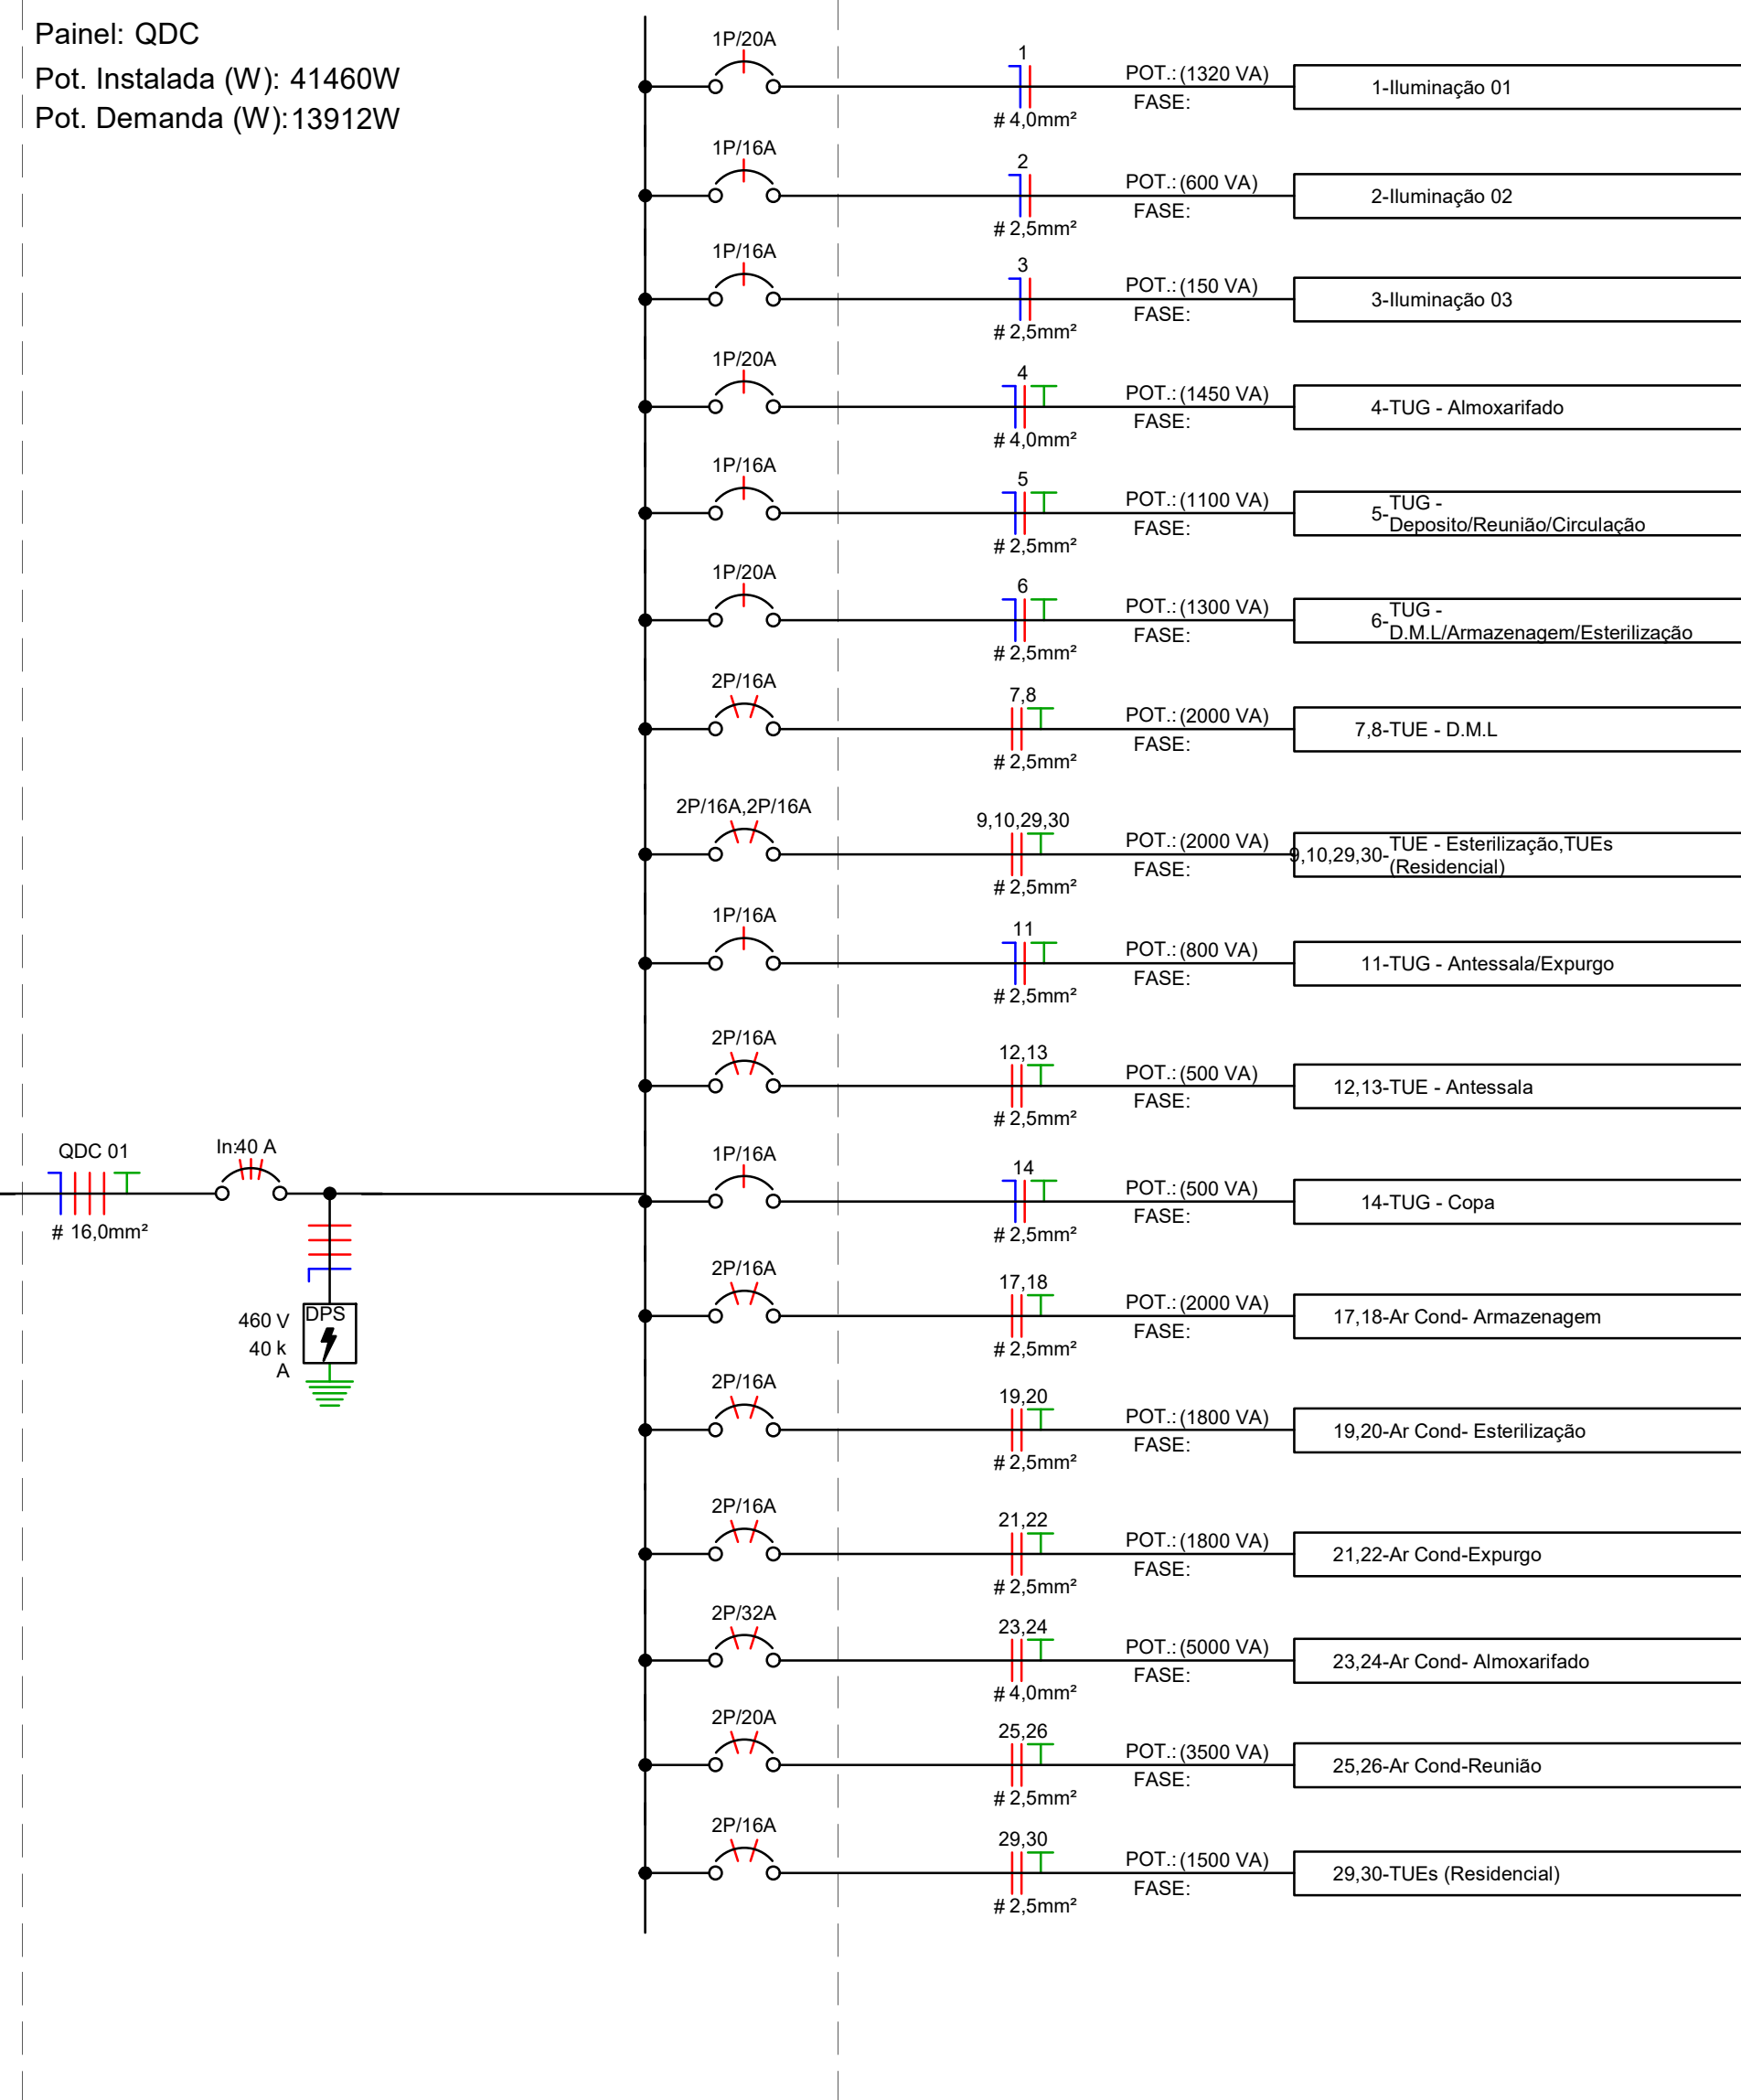 Painel: QDC
Pot. Instalada (W): 41460W
Pot. Demanda (W):13912W
1P/20A
1
# 4,0mm²
POT.: (1320 VA)
FASE:
1-Iluminação 01
1P/16A
2
# 2,5mm²
POT.: (600 VA)
FASE:
2-Iluminação 02
1P/16A
3
# 2,5mm²
POT.: (150 VA)
FASE:
3-Iluminação 03
1P/20A
4
# 4,0mm²
POT.: (1450 VA)
FASE:
4-TUG - Almoxarifado
1P/16A
5
# 2,5mm²
POT.: (1100 VA)
FASE:
5-TUG -
Deposito/Reunião/Circulação
1P/20A
6
# 2,5mm²
POT.: (1300 VA)
FASE:
6-TUG -
D.M.L/Armazenagem/Esterilização
2P/16A
7,8
# 2,5mm²
POT.: (2000 VA)
FASE:
7,8-TUE - D.M.L
2P/16A,2P/16A
9,10,29,30
# 2,5mm²
POT.: (2000 VA)
FASE:
9,10,29,30-TUE - Esterilização,TUEs
(Residencial)
1P/16A
11
# 2,5mm²
POT.: (800 VA)
FASE:
11-TUG - Antessala/Expurgo
2P/16A
12,13
# 2,5mm²
POT.: (500 VA)
FASE:
12,13-TUE - Antessala
QDC 01
# 16,0mm²
In:40 A
DPS
460 V
40 k
A
1P/16A
14
# 2,5mm²
POT.: (500 VA)
FASE:
14-TUG - Copa
2P/16A
17,18
# 2,5mm²
POT.: (2000 VA)
FASE:
17,18-Ar Cond- Armazenagem
2P/16A
19,20
# 2,5mm²
POT.: (1800 VA)
FASE:
19,20-Ar Cond- Esterilização
2P/16A
21,22
# 2,5mm²
POT.: (1800 VA)
FASE:
21,22-Ar Cond-Expurgo
2P/32A
23,24
# 4,0mm²
POT.: (5000 VA)
FASE:
23,24-Ar Cond- Almoxarifado
2P/20A
25,26
# 2,5mm²
POT.: (3500 VA)
FASE:
25,26-Ar Cond-Reunião
2P/16A
29,30
# 2,5mm²
POT.: (1500 VA)
FASE:
29,30-TUEs (Residencial)